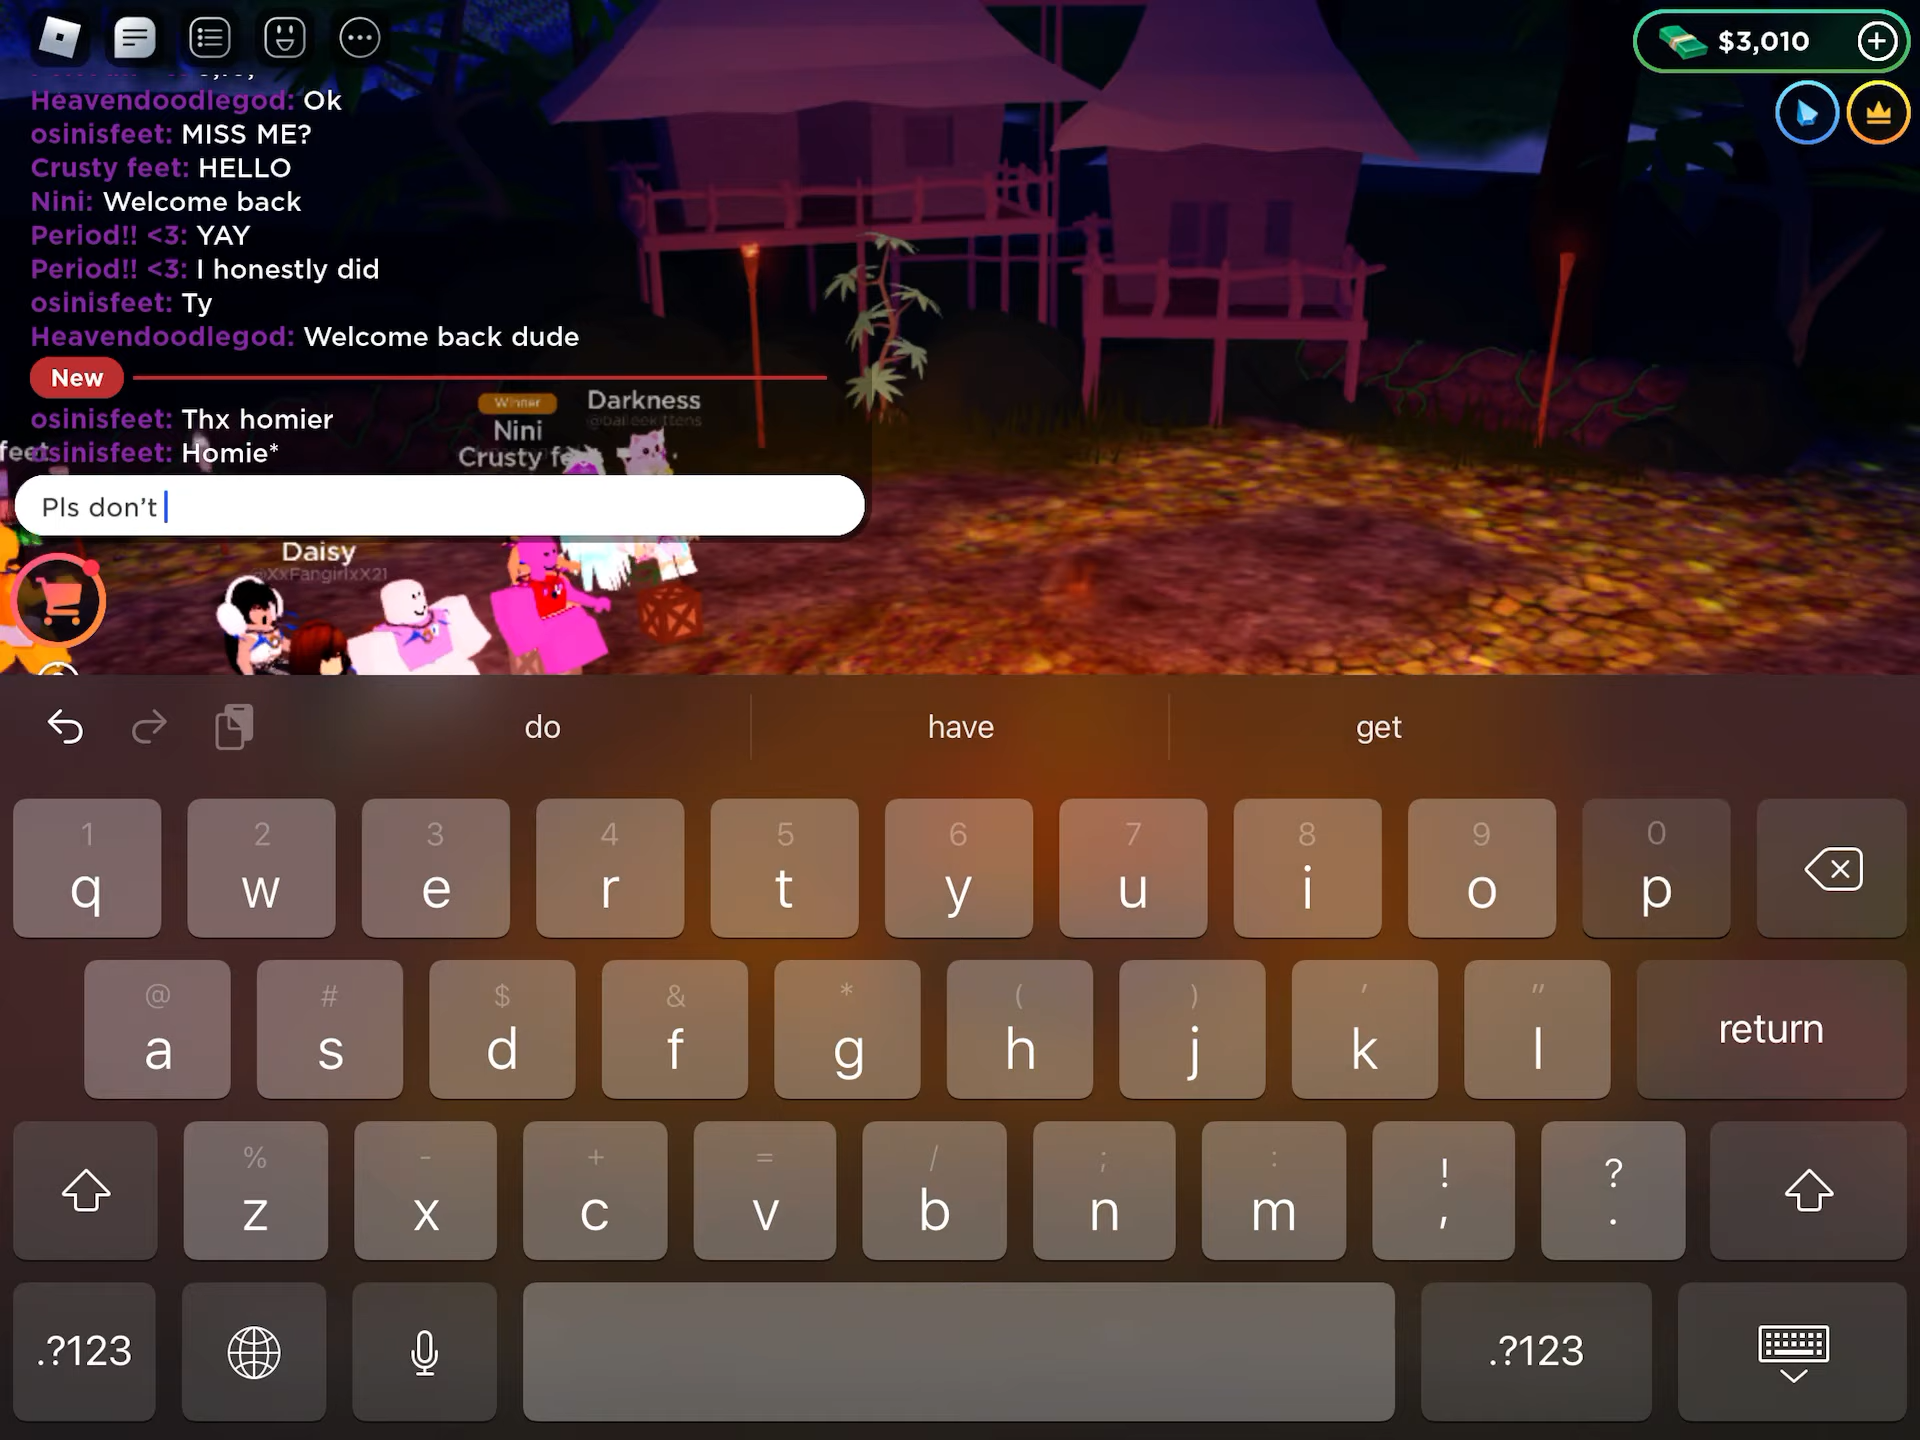 $3,010
Heavendoodlegod: Ok
osinisfeet: MISS ME?
Crusty feet: HELLO
Nini: Welcome back
Period!! <3: YAY
Period!! <3: I honestly did
osinisfeet: Ty
Heavendoodlegod: Welcome back dude
New
osinisfeet: Thx homier
osinisfeet: Homie*
Winner
Nini
Crusty
Darkness
Pls don’t
Daisy
@XxFangirlxX21
do have get
1 2 3 4 5 6 7 8 9 0
q w e r t y u i o p
@ # $ & * ( ) ' "
a s d f g h j k l return
% - + = / ; : ! ?
z x c v b n m , .
.?123 .?123